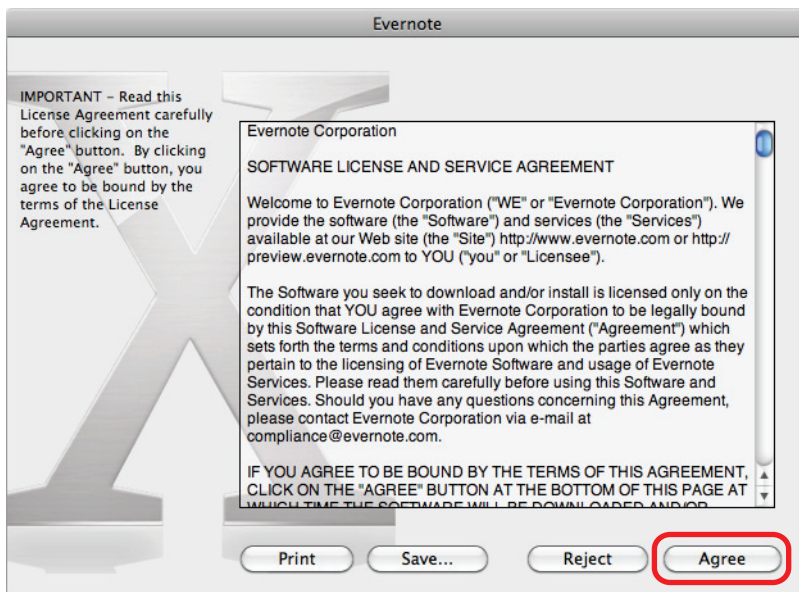 Evernote
IMPORTANT – Read this
License Agreement carefully
before clicking on the
"Agree" button.  By clicking
on the "Agree" button, you
agree to be bound by the
terms of the License
Agreement.
Evernote Corporation
SOFTWARE LICENSE AND SERVICE AGREEMENT
Welcome to Evernote Corporation ("WE" or "Evernote Corporation"). We
provide the software (the "Software") and services (the "Services")
available at our Web site (the "Site") http://www.evernote.com or http://
preview.evernote.com to YOU ("you" or "Licensee").
The Software you seek to download and/or install is licensed only on the
condition that YOU agree with Evernote Corporation to be legally bound
by this Software License and Service Agreement ("Agreement") which
sets forth the terms and conditions upon which the parties agree as they
pertain to the licensing of Evernote Software and usage of Evernote
Services. Please read them carefully before using this Software and
Services. Should you have any questions concerning this Agreement,
please contact Evernote Corporation via e-mail at
compliance@evernote.com.
IF YOU AGREE TO BE BOUND BY THE TERMS OF THIS AGREEMENT,
CLICK ON THE "AGREE" BUTTON AT THE BOTTOM OF THIS PAGE AT
WHICH TIME THE SOFTWARE WILL BE DOWNLOADED AND/OR
Print
Save...
Reject
Agree